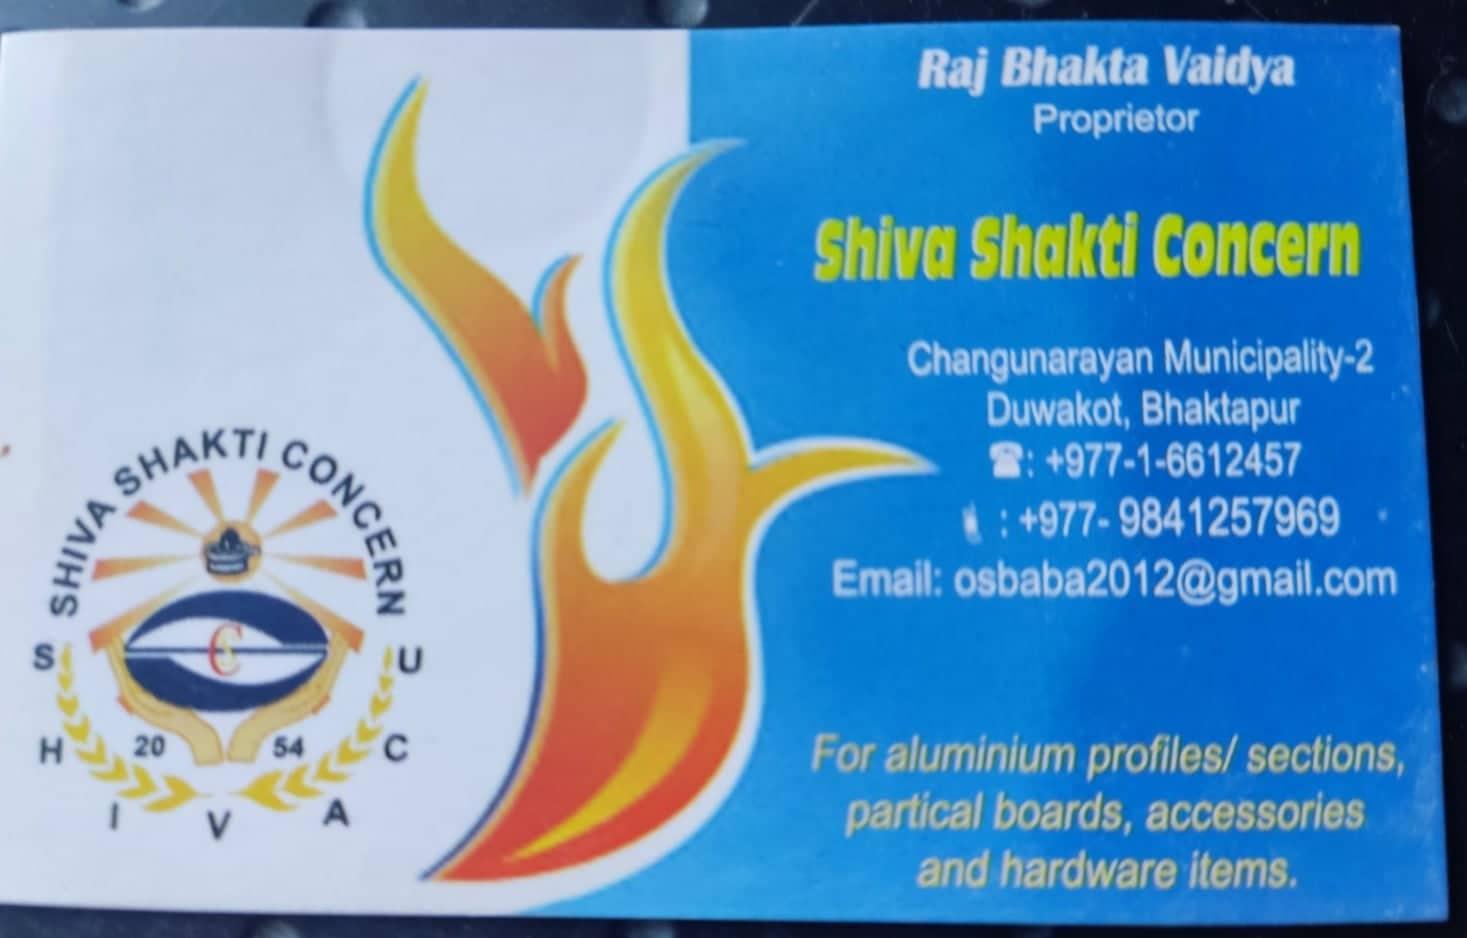 Raj Bhakta Vaidya
Proprietor
Shiva Shakti Concern
Changunarayan Municipality-2
Duwakot, Bhaktapur
☎: +977-1-6612457
: +977- 9841257969
Email: osbaba2012@gmail.com
For aluminium profiles/ sections,
partical boards, accessories
and hardware items.
SHIVA SHAKTI CONCERN
C
20 54
S H I V A C U